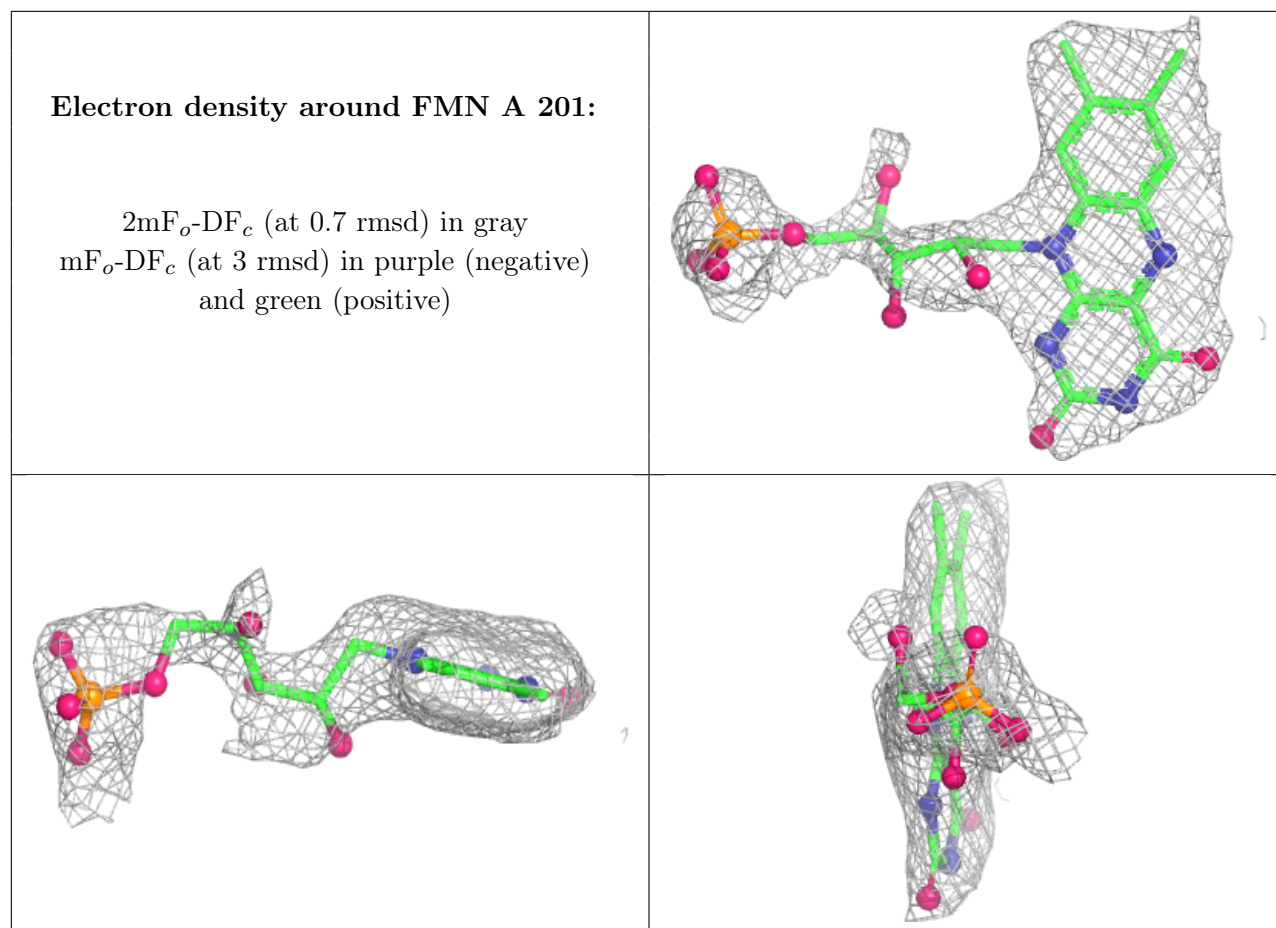 Electron density around FMN A 201:
2mFo-DFc (at 0.7 rmsd) in gray
mFo-DFc (at 3 rmsd) in purple (negative)
and green (positive)